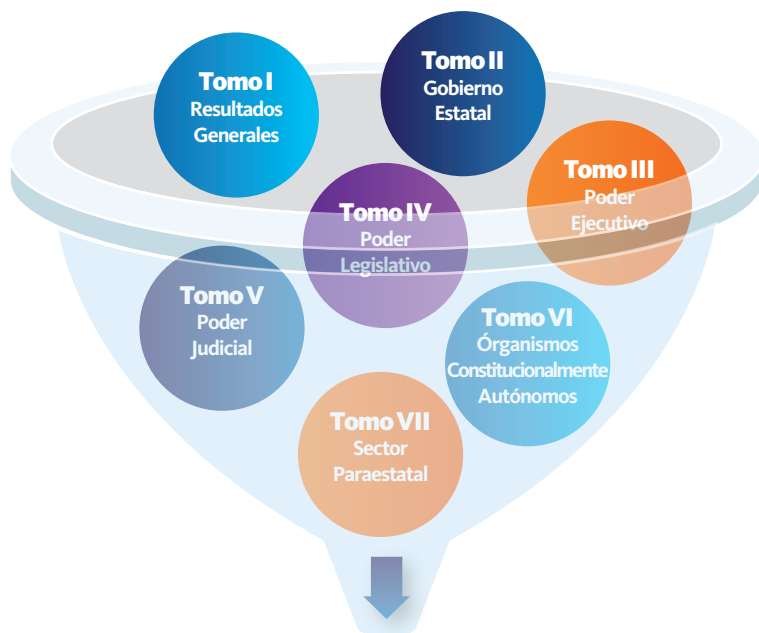 Tomo I
Resultados
Generales
Tomo II
Gobierno
Estatal
Tomo III
Poder
Ejecutivo
Tomo IV
Poder
Legislativo
Tomo V
Poder
Judicial
Tomo VI
Órganismos
Constitucionalmente
Autónomos
Tomo VII
Sector
Paraestatal